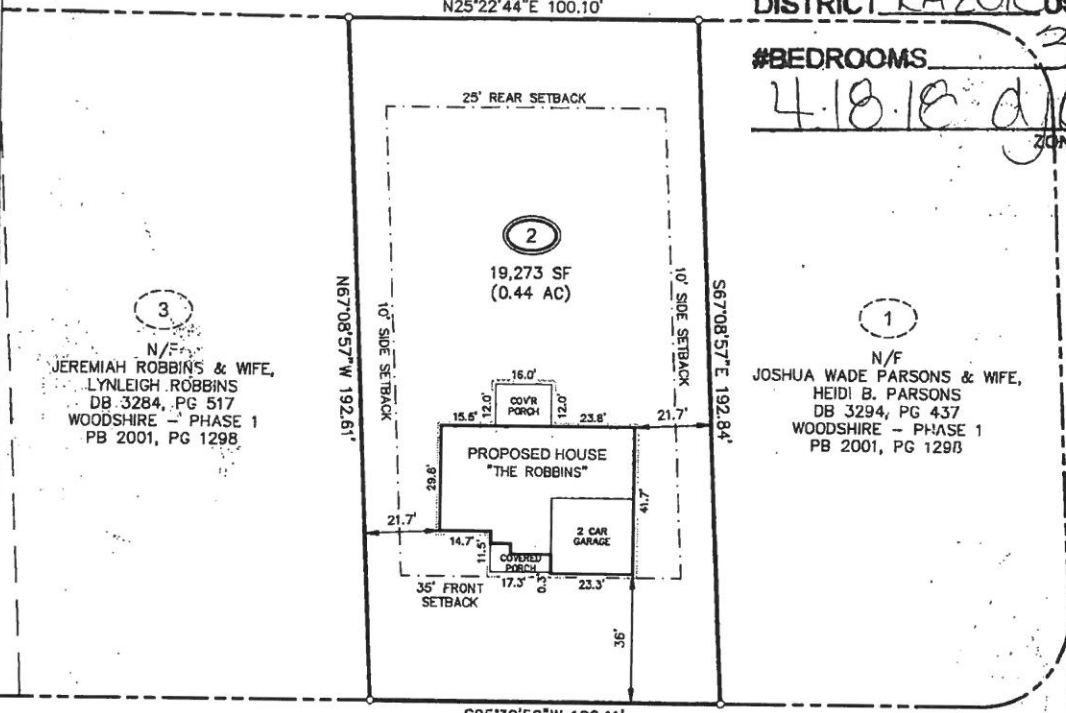 N25°22'44"E 100.10'
DISTRICT
#BEDROOMS
4.18.18
25' REAR SETBACK
2
19,273 SF
(0.44 AC)
N67°08'57"W 192.61'
10' SIDE SETBACK
10' SIDE SETBACK
S67°08'57"E 192.84'
3
N/F
JEREMIAH ROBBINS & WIFE,
LYNLEIGH ROBBINS
DB 3284, PG 517
WOODSHIRE - PHASE 1
PB 2001, PG 1298
1
N/F
JOSHUA WADE PARSONS & WIFE,
HEIDI B. PARSONS
DB 3294, PG 437
WOODSHIRE - PHASE 1
PB 2001, PG 1298
16.0'
12.0'
COV'R
PORCH
12.0'
23.8'
21.7'
PROPOSED HOUSE
"THE ROBBINS"
29.8'
41.7'
21.7'
14.7'
11.5'
2 CAR
GARAGE
COVERED
PORCH
17.3'
0.3'
23.3'
35' FRONT
SETBACK
36'